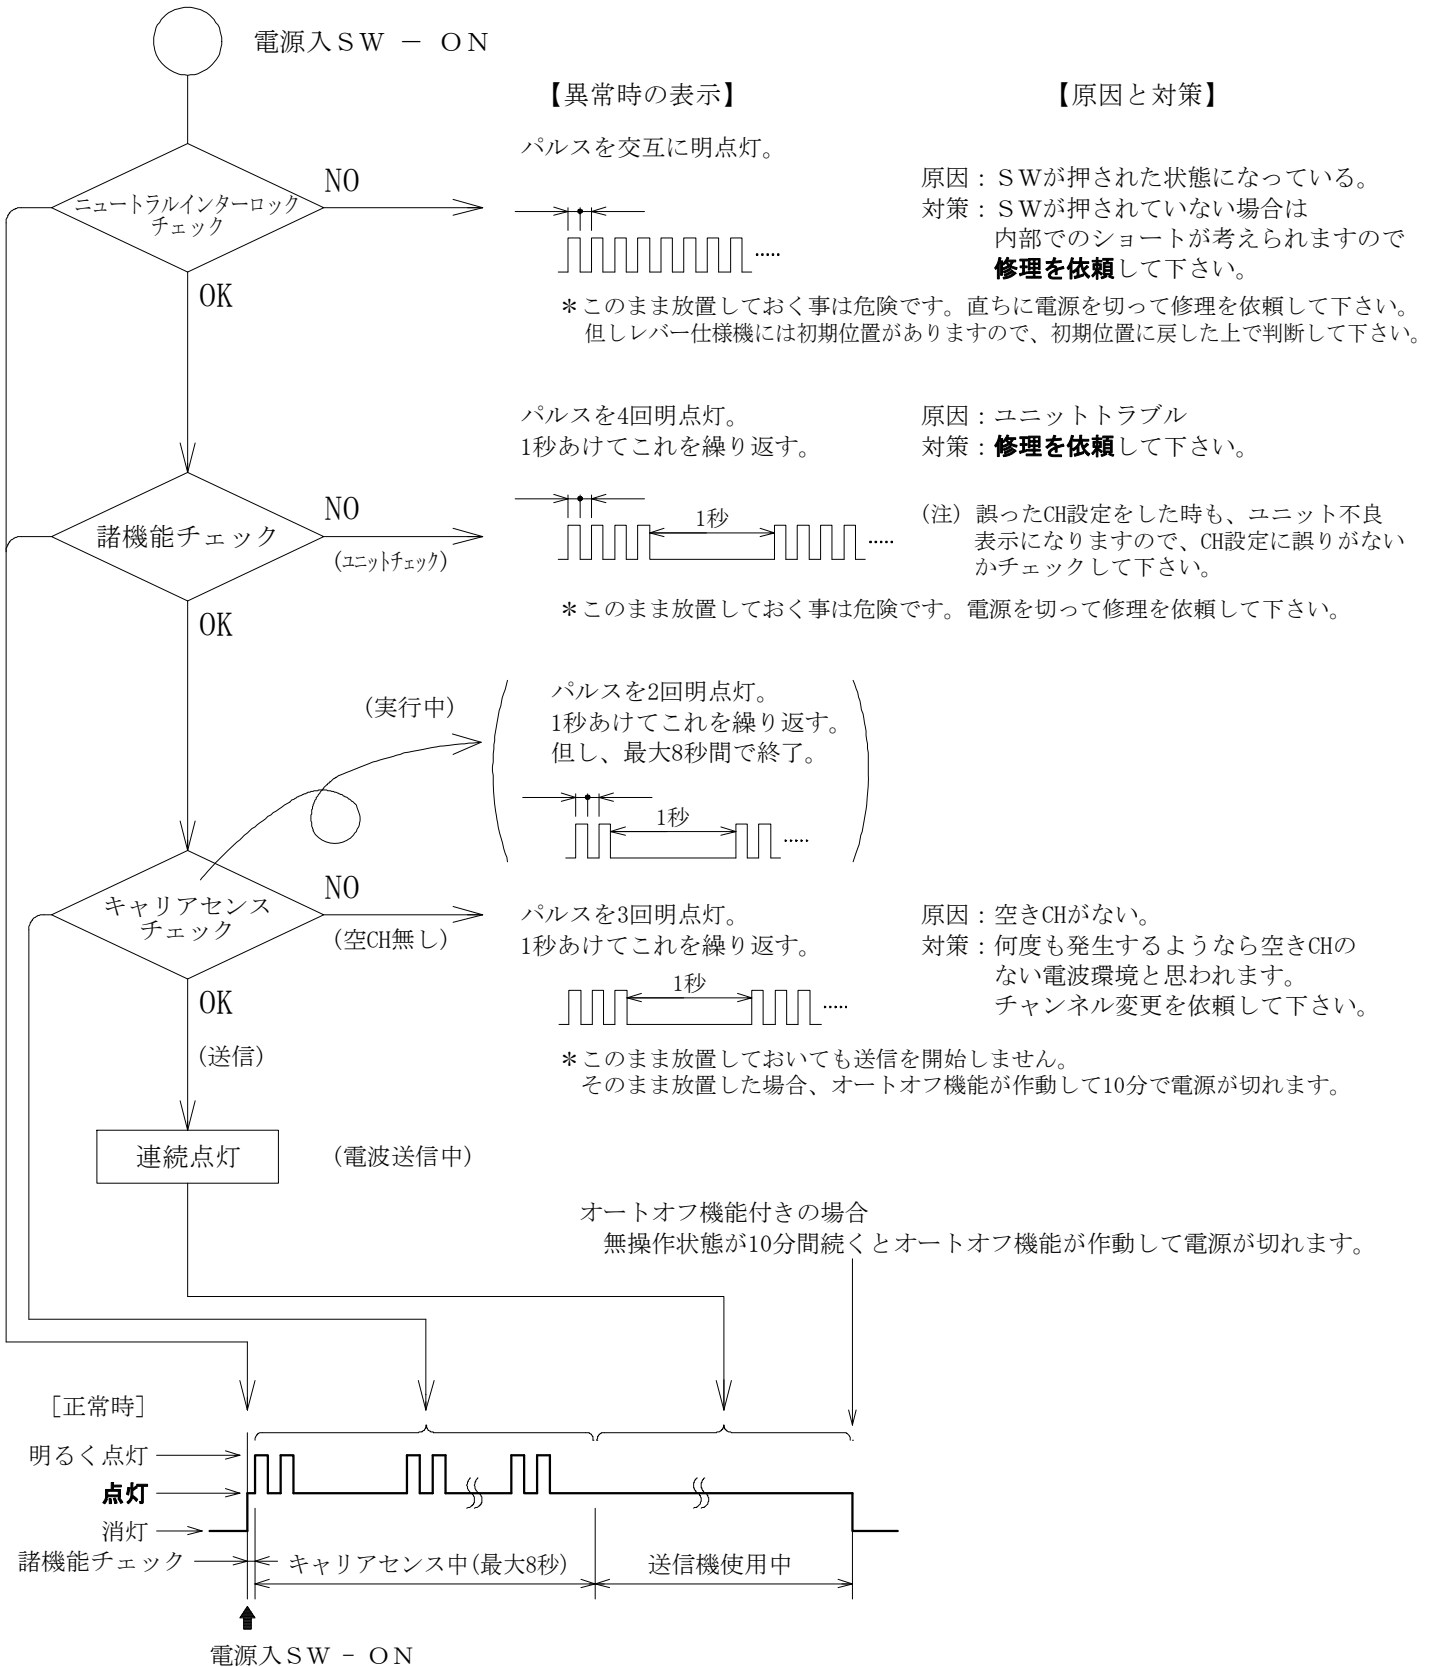 電源入ＳＷ － ＯＮ
【異常時の表示】
【原因と対策】
ニュートラルインターロック
チェック
NO
OK
パルスを交互に明点灯。
原因：ＳＷが押された状態になっている。
対策：ＳＷが押されていない場合は
内部でのショートが考えられますので
修理を依頼して下さい。
＊このまま放置しておく事は危険です。直ちに電源を切って修理を依頼して下さい。
但しレバー仕様機には初期位置がありますので、初期位置に戻した上で判断して下さい。
諸機能チェック
NO
(ユニットチェック)
OK
パルスを4回明点灯。
1秒あけてこれを繰り返す。
1秒
原因：ユニットトラブル
対策：修理を依頼して下さい。
(注) 誤ったCH設定をした時も、ユニット不良
表示になりますので、CH設定に誤りがない
かチェックして下さい。
＊このまま放置しておく事は危険です。電源を切って修理を依頼して下さい。
(実行中)
パルスを2回明点灯。
1秒あけてこれを繰り返す。
但し、最大8秒間で終了。
1秒
キャリアセンス
チェック
NO
(空CH無し)
OK
(送信)
パルスを3回明点灯。
1秒あけてこれを繰り返す。
1秒
原因：空きCHがない。
対策：何度も発生するようなら空きCHの
ない電波環境と思われます。
チャンネル変更を依頼して下さい。
＊このまま放置しておいても送信を開始しません。
そのまま放置した場合、オートオフ機能が作動して10分で電源が切れます。
連続点灯
(電波送信中)
オートオフ機能付きの場合
無操作状態が10分間続くとオートオフ機能が作動して電源が切れます。
［正常時］
明るく点灯
点灯
消灯
諸機能チェック
キャリアセンス中(最大8秒)
送信機使用中
電源入ＳＷ－ＯＮ